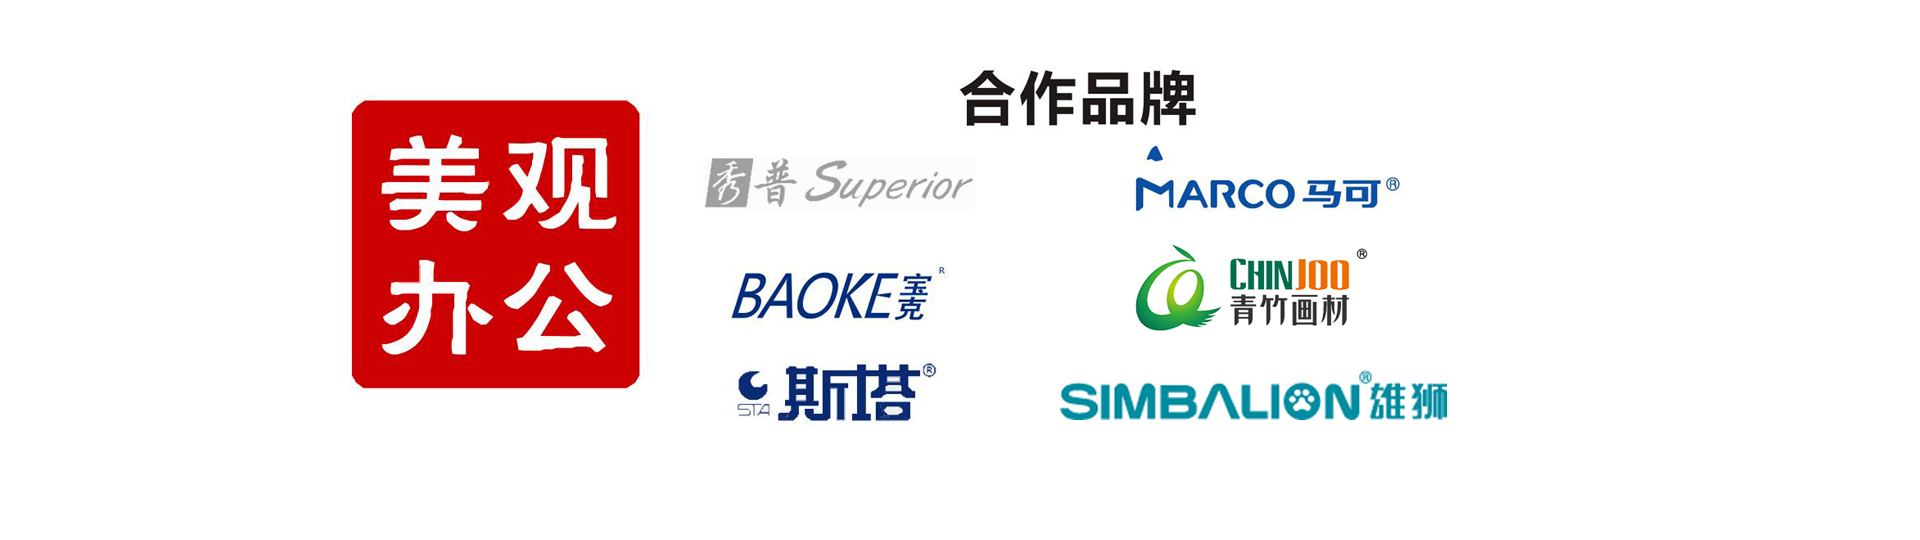 美观
办公
合作品牌
秀普 Superior
MARCO 马可®
BAOKE 宝克 R
CHINJOO®
青竹画材
STA 斯塔®
SIMBALION®雄狮